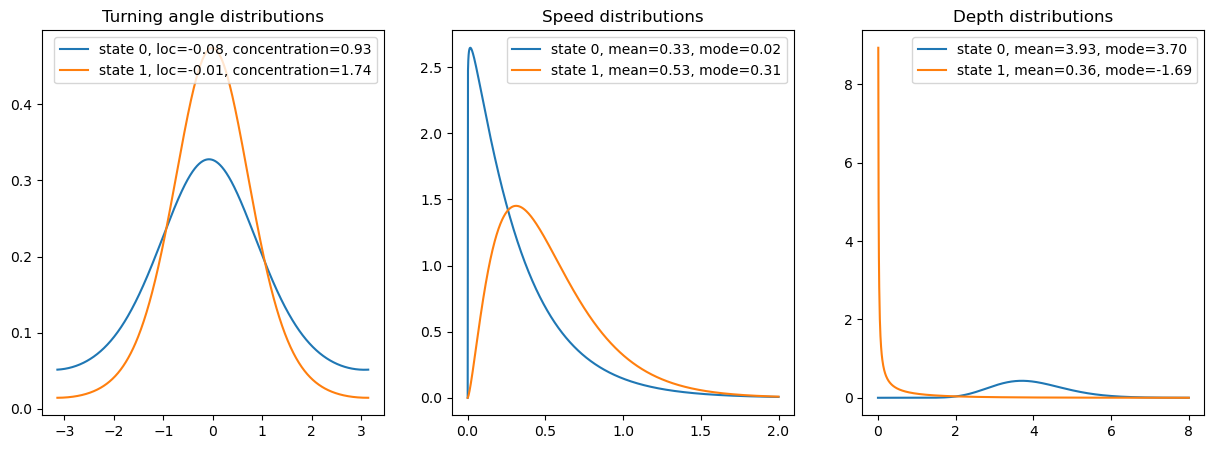 Turning angle distributions
state 0, loc=-0.08, concentration=0.93
state 1, loc=-0.01, concentration=1.74
0.4
0.3
0.2
0.1
0.0
−3 −2 −1 0 1 2 3
Speed distributions
state 0, mean=0.33, mode=0.02
state 1, mean=0.53, mode=0.31
2.5
2.0
1.5
1.0
0.5
0.0
0.0 0.5 1.0 1.5 2.0
Depth distributions
state 0, mean=3.93, mode=3.70
state 1, mean=0.36, mode=-1.69
8
6
4
2
0
0 2 4 6 8